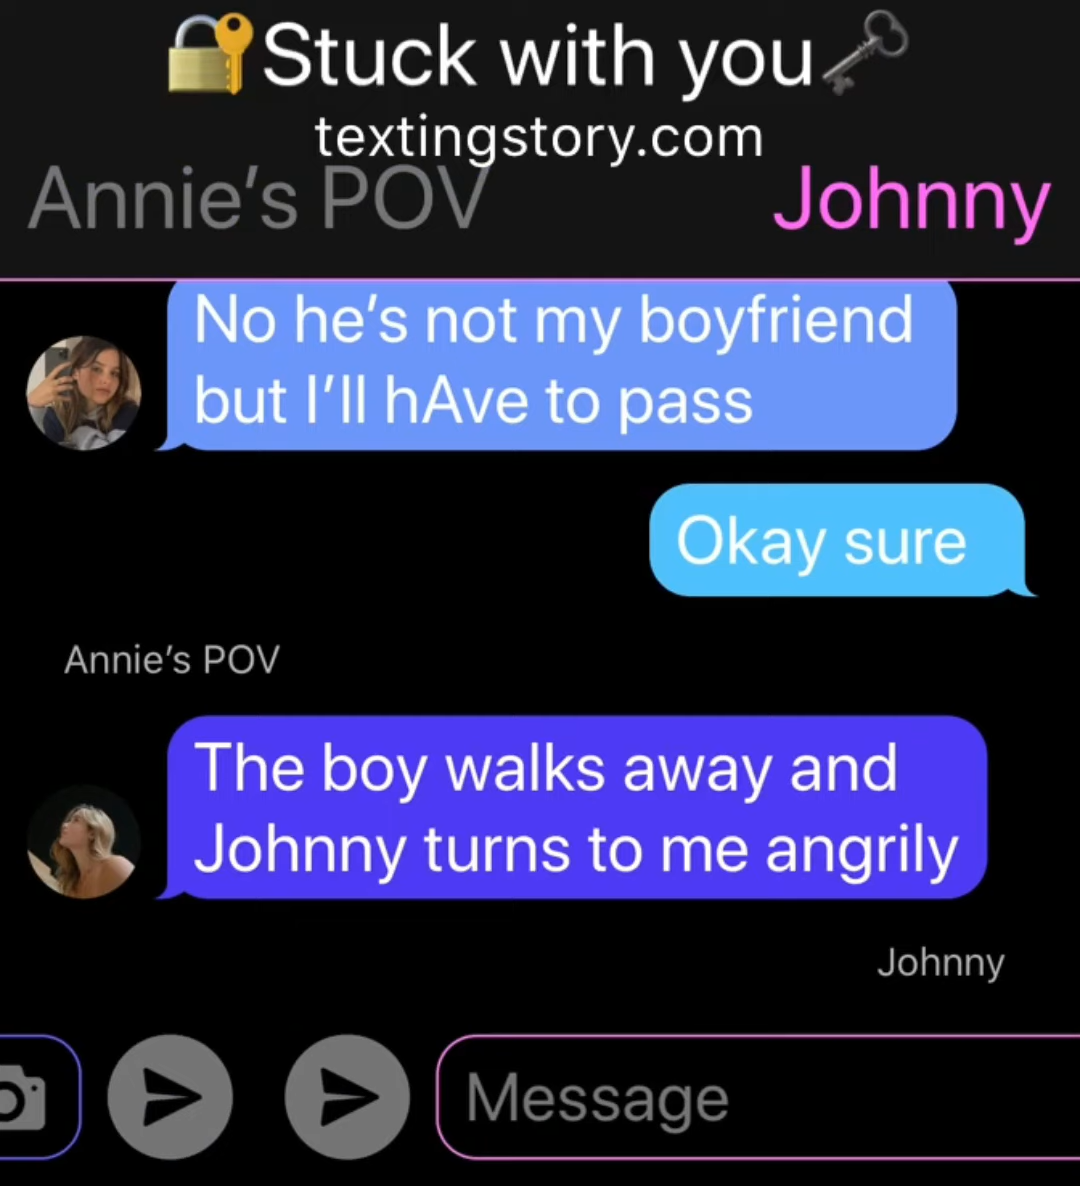 Stuck with you
textingstory.com
Annie’s POV
Johnny
No he’s not my boyfriend
but I’ll hAve to pass
Okay sure
Annie’s POV
The boy walks away and
Johnny turns to me angrily
Johnny
Message